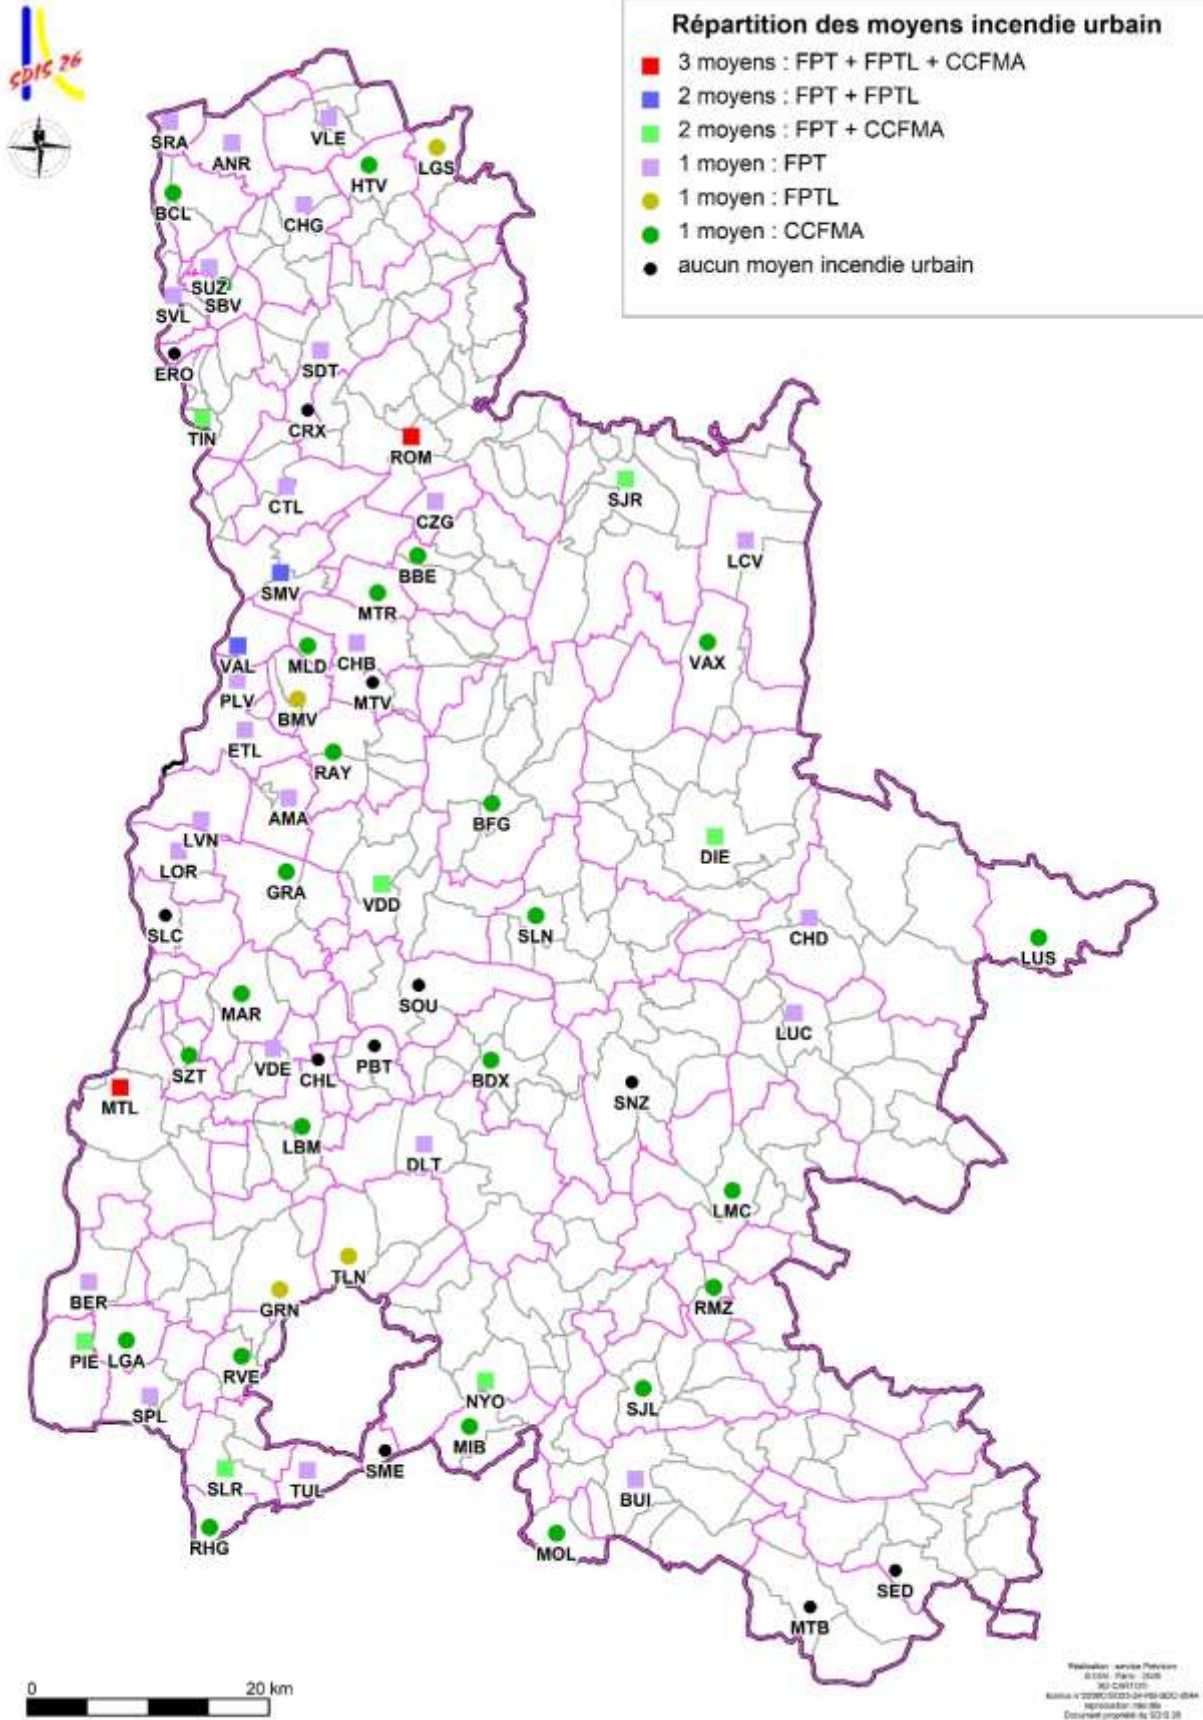 SDIS 26
N
Répartition des moyens incendie urbain
3 moyens : FPT + FPTL + CCFMA
2 moyens : FPT + FPTL
2 moyens : FPT + CCFMA
1 moyen : FPT
1 moyen : FPTL
1 moyen : CCFMA
aucun moyen incendie urbain
SRA
ANR
VLE
HTV
LGS
BCL
CHG
SUZ
SBV
SVL
ERO
SDT
TIN
CRX
ROM
CTL
CZG
SJR
LCV
BBE
SMV
MTR
VAL
MLD
CHB
VAX
PLV
BMV
MTV
ETL
RAY
AMA
BFG
LVN
DIE
LOR
GRA
VDD
SLC
SLN
CHD
LUS
MAR
SOU
LUC
SZT
VDE
CHL
PBT
BDX
MTL
SNZ
LBM
DLT
LMC
TLN
BER
GRN
RMZ
PIE
LGA
RVE
SPL
NYO
SJL
MIB
SLR
TUL
SME
BUI
RHG
MOL
SED
MTB
0 20 km
Réalisation : service Prévision